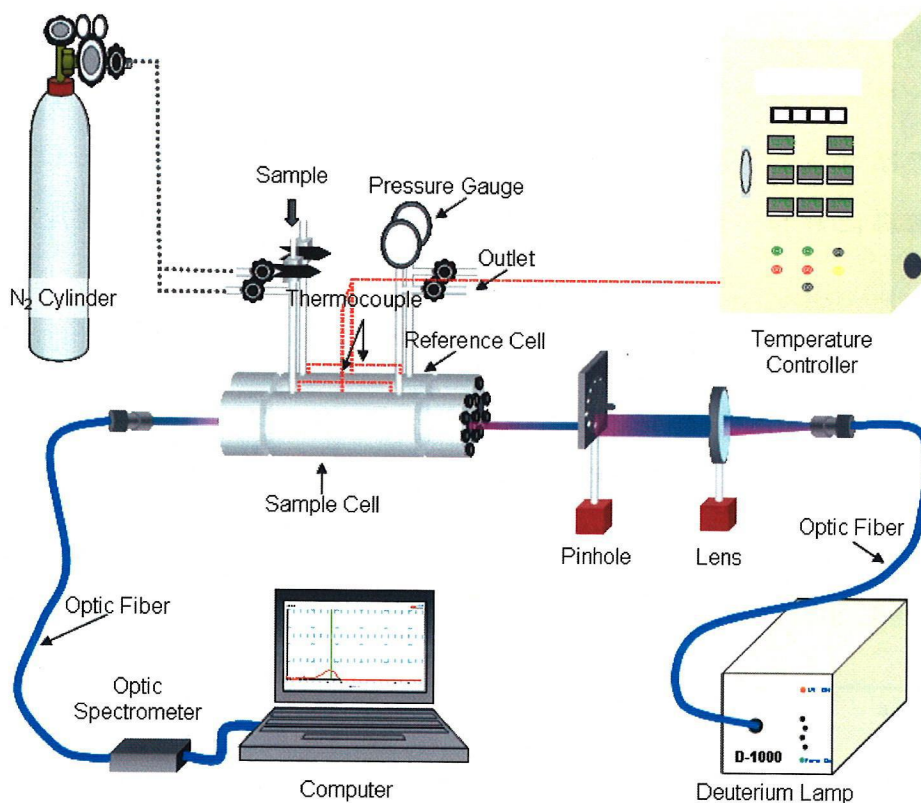 Sample
Pressure Gauge
Outlet
N₂ Cylinder
Thermocouple
Reference Cell
Temperature
Controller
Sample Cell
Pinhole
Lens
Optic Fiber
Optic Fiber
Optic
Spectrometer
Computer
D-1000
Deuterium Lamp